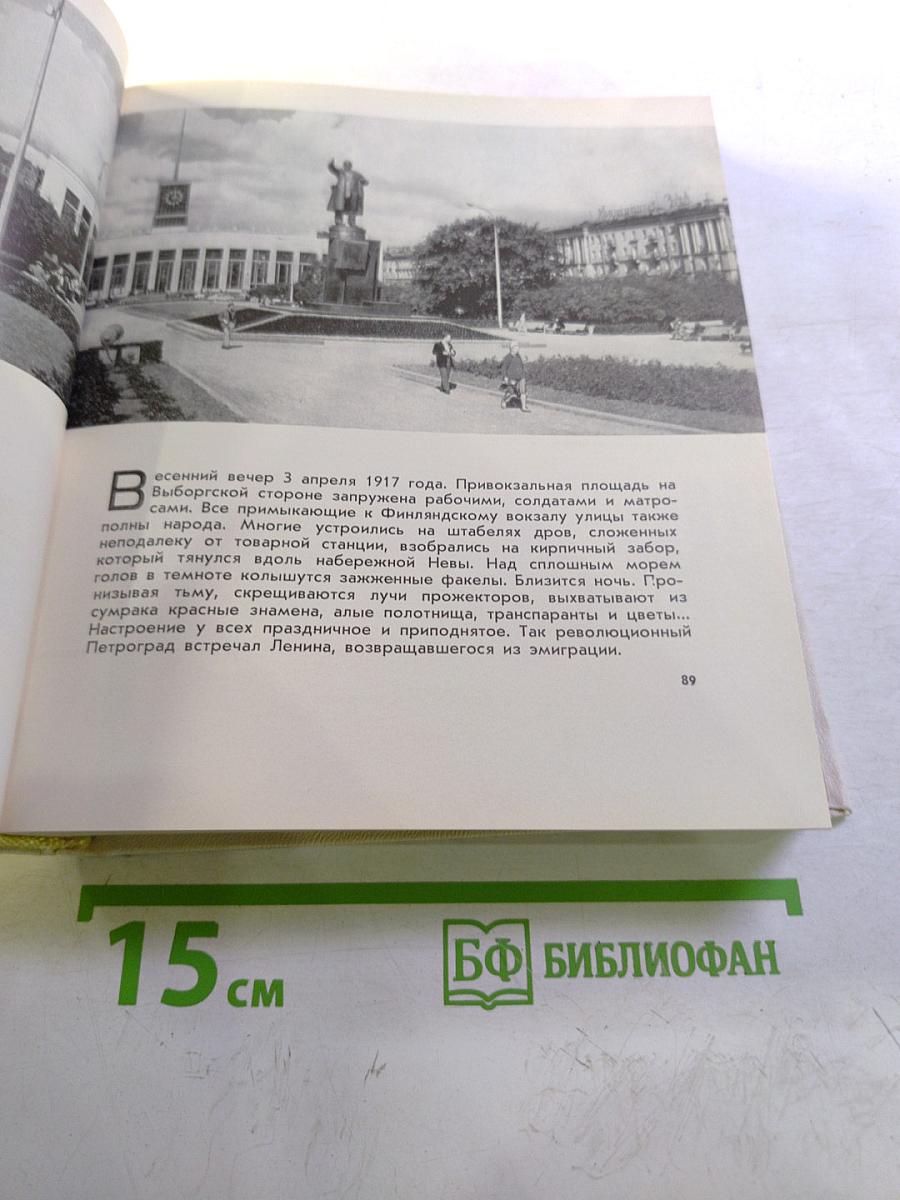 Весенний вечер 3 апреля 1917 года. Привокзальная площадь на
Выборгской стороне запружена рабочими, солдатами и матро-
сами. Все примыкающие к Финляндскому вокзалу улицы также
полны народа. Многие устроились на штабелях дров, сложенных
неподалеку от товарной станции, взобрались на кирпичный забор,
который тянулся вдоль набережной Невы. Над сплошным морем
голов в темноте колышутся зажженные факелы. Близится ночь. Про-
низывая тьму, скрещиваются лучи прожекторов, выхватывают из
сумрака красные знамена, алые полотнища, транспаранты и цветы...
Настроение у всех праздничное и приподнятое. Так революционный
Петроград встречал Ленина, возвращавшегося из эмиграции.
89
15 см
БФ БИБЛИОФАН